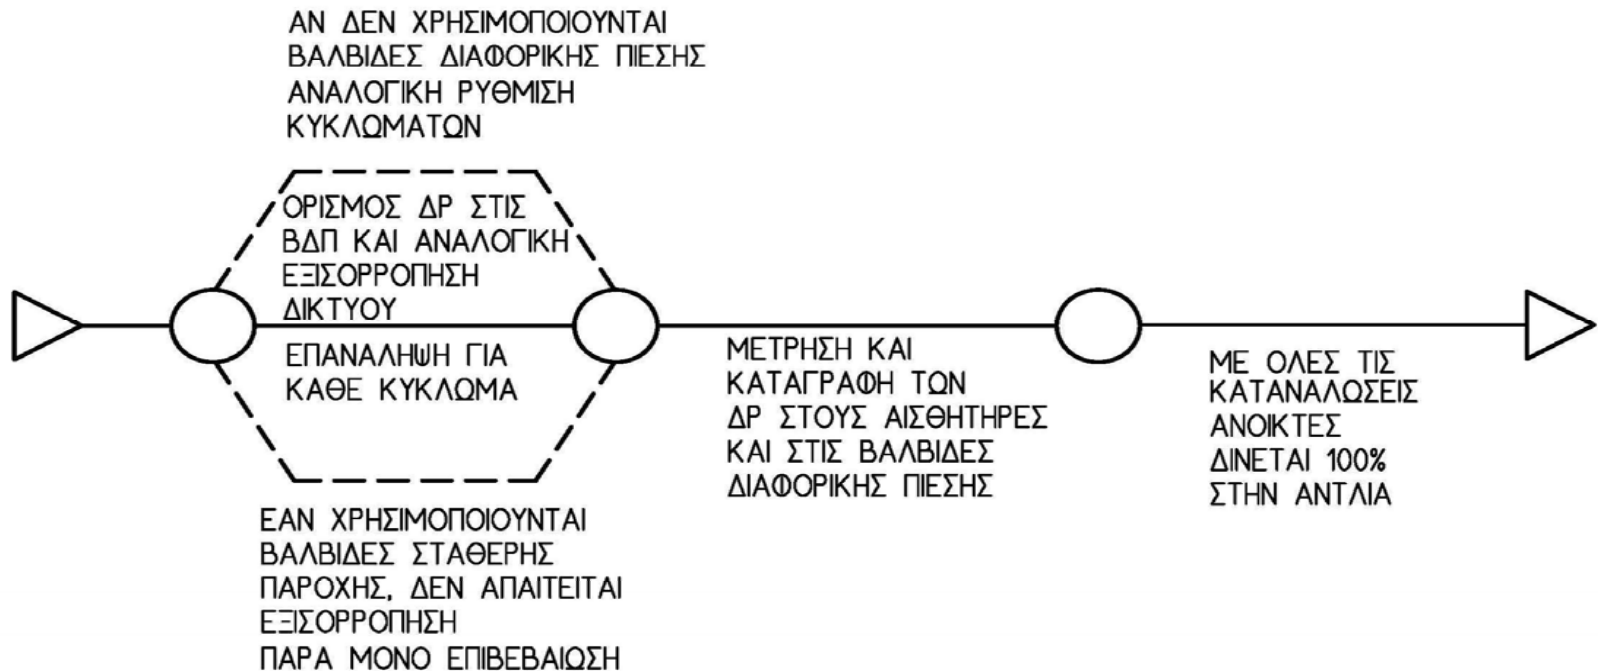 ΑΝ ΔΕΝ ΧΡΗΣΙΜΟΠΟΙΟΥΝΤΑΙ
ΒΑΛΒΙΔΕΣ ΔΙΑΦΟΡΙΚΗΣ ΠΙΕΣΗΣ
ΑΝΑΛΟΓΙΚΗ ΡΥΘΜΙΣΗ
ΚΥΚΛΩΜΑΤΩΝ
ΟΡΙΣΜΟΣ ΔΡ ΣΤΙΣ
ΒΔΠ ΚΑΙ ΑΝΑΛΟΓΙΚΗ
ΕΞΙΣΟΡΡΟΠΗΣΗ
ΔΙΚΤΥΟΥ
ΕΠΑΝΑΛΗΨΗ ΓΙΑ
ΚΑΘΕ ΚΥΚΛΩΜΑ
ΕΑΝ ΧΡΗΣΙΜΟΠΟΙΟΥΝΤΑΙ
ΒΑΛΒΙΔΕΣ ΣΤΑΘΕΡΗΣ
ΠΑΡΟΧΗΣ, ΔΕΝ ΑΠΑΙΤΕΙΤΑΙ
ΕΞΙΣΟΡΡΟΠΗΣΗ
ΠΑΡΑ ΜΟΝΟ ΕΠΙΒΕΒΑΙΩΣΗ
ΜΕΤΡΗΣΗ ΚΑΙ
ΚΑΤΑΓΡΑΦΗ ΤΩΝ
ΔΡ ΣΤΟΥΣ ΑΙΣΘΗΤΗΡΕΣ
ΚΑΙ ΣΤΙΣ ΒΑΛΒΙΔΕΣ
ΔΙΑΦΟΡΙΚΗΣ ΠΙΕΣΗΣ
ΜΕ ΟΛΕΣ ΤΙΣ
ΚΑΤΑΝΑΛΩΣΕΙΣ
ΑΝΟΙΚΤΕΣ
ΔΙΝΕΤΑΙ 100%
ΣΤΗΝ ΑΝΤΛΙΑ